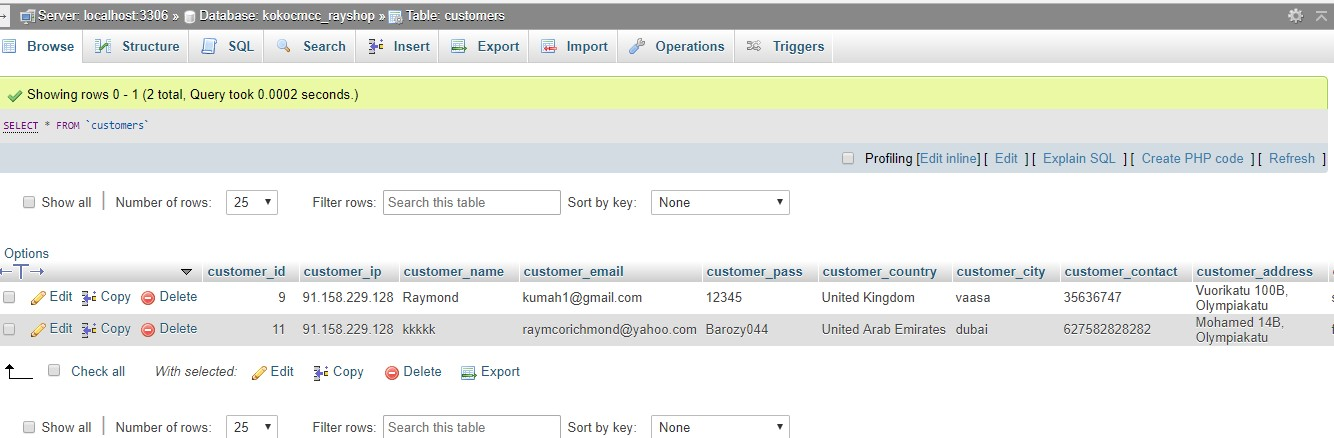 Server: localhost:3306 » Database: kokocmcc_rayshop » Table: customers
Browse Structure SQL Search Insert Export Import Operations Triggers
Showing rows 0 - 1 (2 total, Query took 0.0002 seconds.)
SELECT * FROM `customers`
Profiling [Edit inline] [ Edit ] [ Explain SQL ] [ Create PHP code ] [ Refresh ]
Show all | Number of rows: 25 Filter rows: Search this table Sort by key: None
Options
←T→ customer_id customer_ip customer_name customer_email customer_pass customer_country customer_city customer_contact customer_address
Edit Copy Delete 9 91.158.229.128 Raymond kumah1@gmail.com 12345 United Kingdom vaasa 35636747 Vuorikatu 100B,
Olympiakatu
Edit Copy Delete 11 91.158.229.128 kkkkk raymcorichmond@yahoo.com Barozy044 United Arab Emirates dubai 627582828282 Mohamed 14B,
Olympiakatu
Check all With selected: Edit Copy Delete Export
Show all | Number of rows: 25 Filter rows: Search this table Sort by key: None